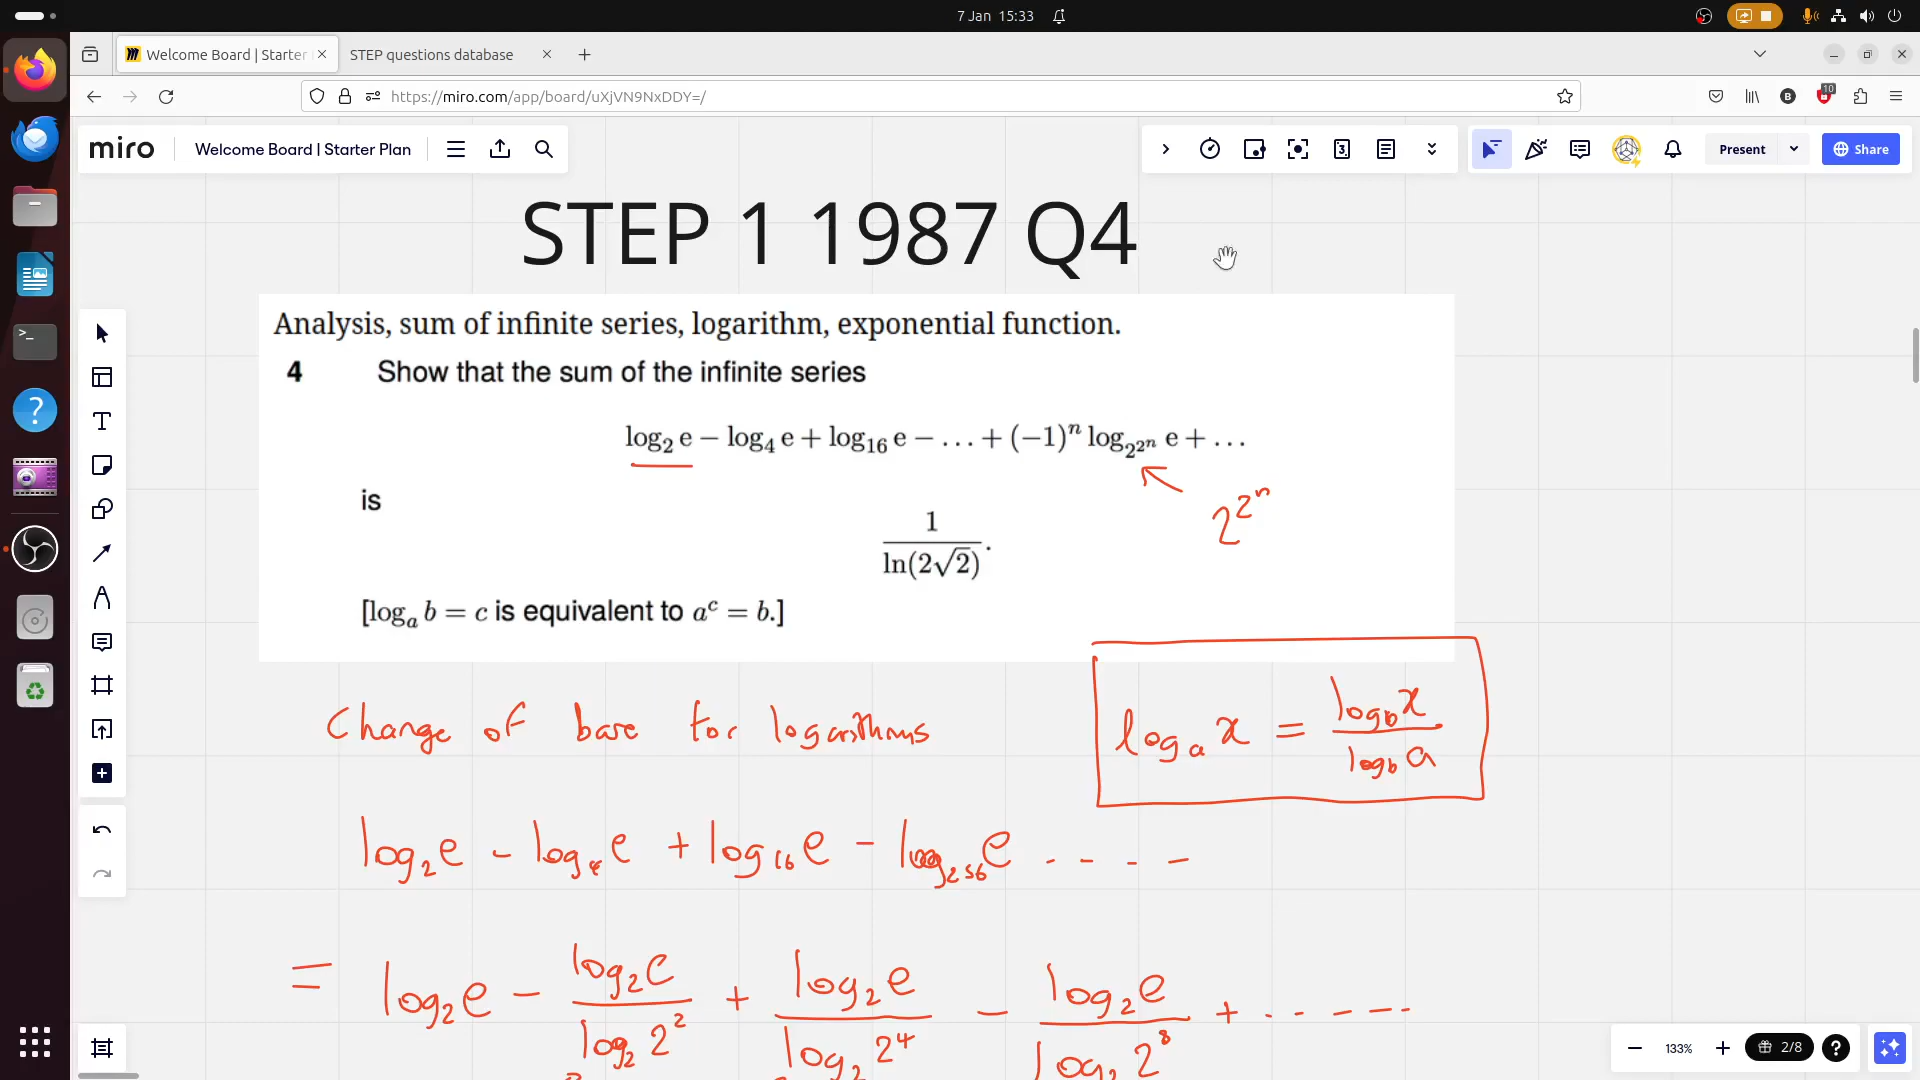 7 Jan 15:33
Welcome Board | Starter
STEP questions database
https://miro.com/app/board/uXjVN9NxDDY=/
10
miro
Welcome Board | Starter Plan
Present
Share
STEP 1 1987 Q4
Analysis, sum of infinite series, logarithm, exponential function.
4 Show that the sum of the infinite series
log₂ e − log₄ e + log₁₆ e − … + (−1)ⁿ log_{2^{2^n}} e + …
2^{2^n}
is
1/ln(2√2).
[logₐ b = c is equivalent to aᶜ = b.]
Change of base for logarithms
logₐ x = log_b x / log_b a
log₂ e - log₄ e + log₁₆ e - log₂₅₆ e - - - -
= log₂ e - log₂ e / log₂ 2² + log₂ e / log₂ 2⁴ - log₂ e / log₂ 2⁸ + - - - - -
133%
2/8